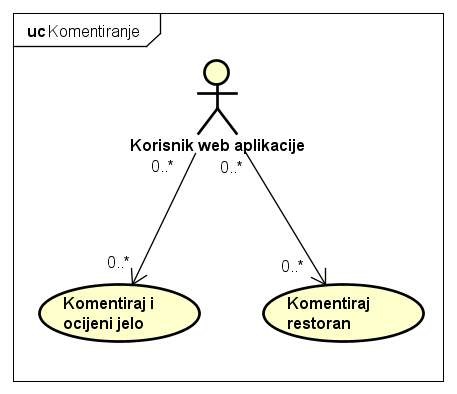 uc Komentiranje
Korisnik web aplikacije
0..* 0..*
0..* 0..*
Komentiraj i
ocijeni jelo
Komentiraj
restoran